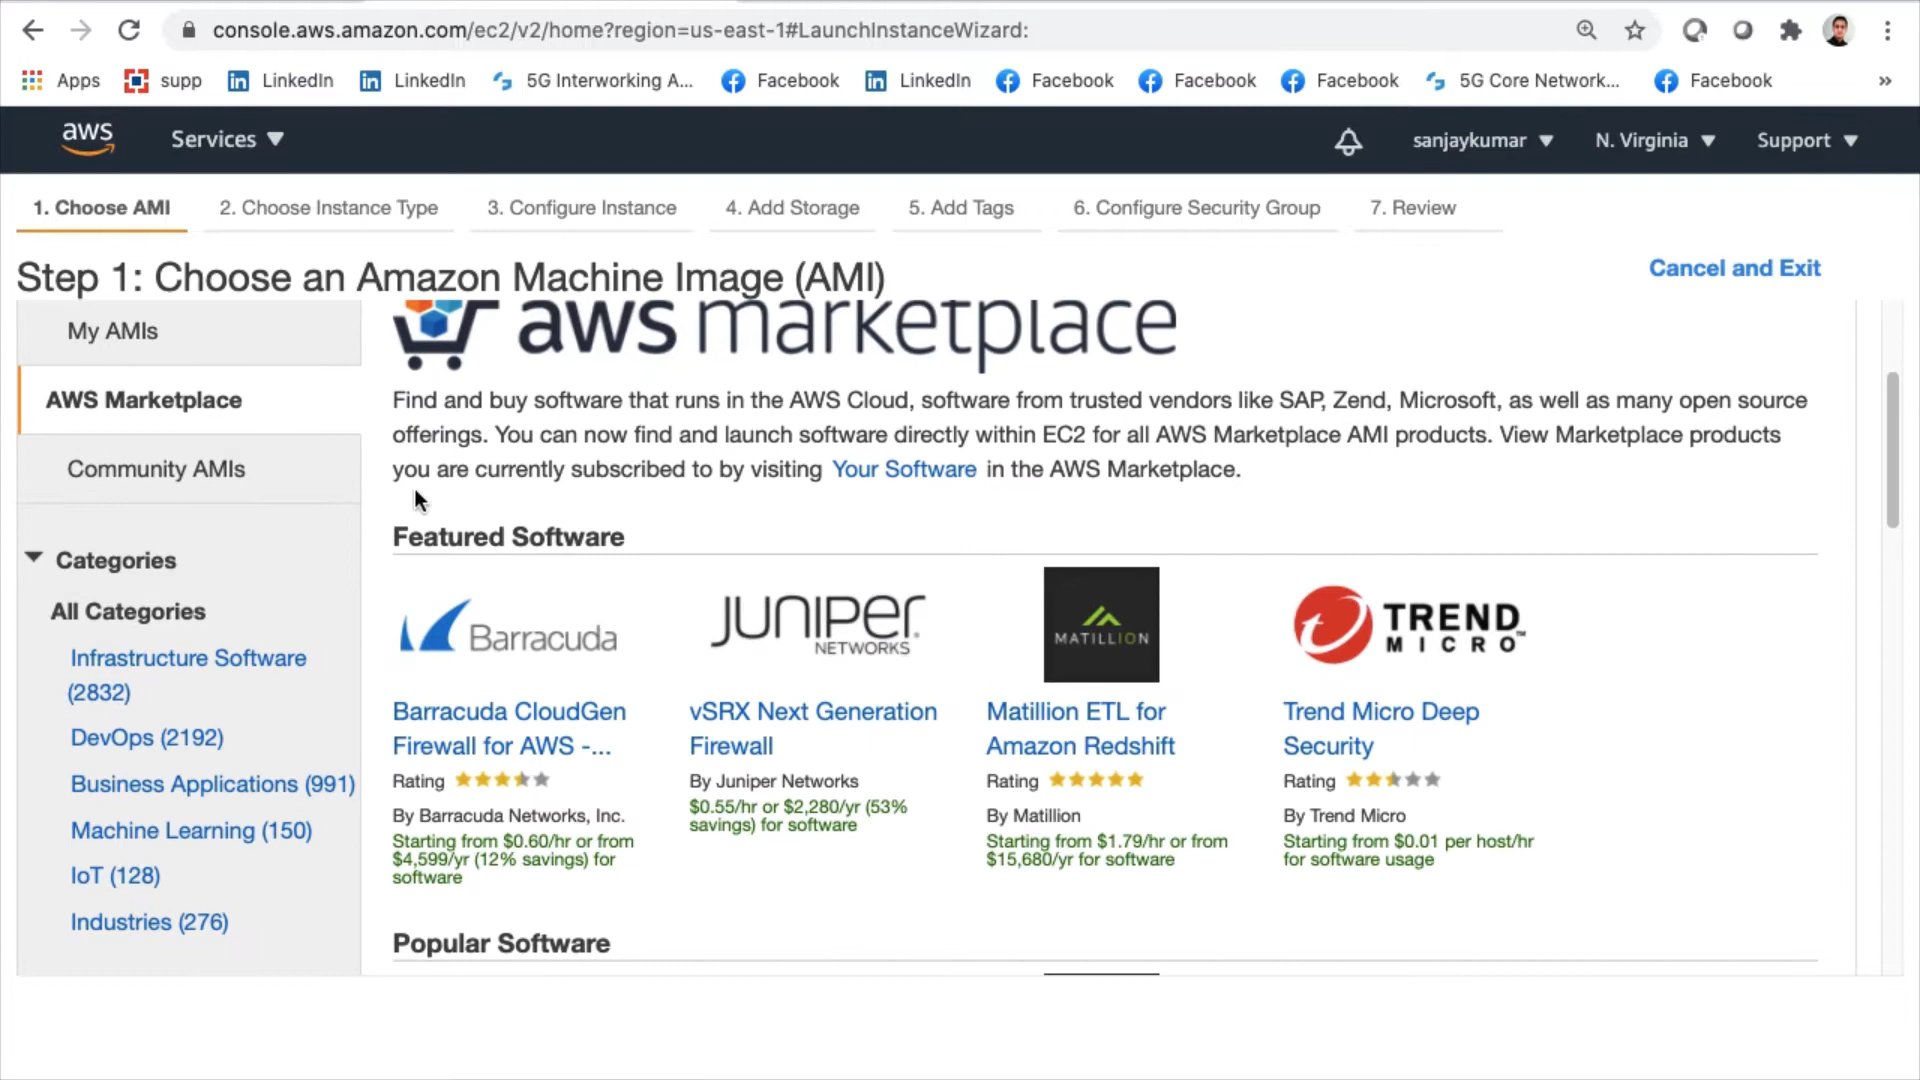 console.aws.amazon.com/ec2/v2/home?region=us-east-1#LaunchInstanceWizard:
Apps supp LinkedIn LinkedIn 5G Interworking A... Facebook LinkedIn Facebook Facebook Facebook 5G Core Network... Facebook »
aws Services sanjaykumar N. Virginia Support
1. Choose AMI 2. Choose Instance Type 3. Configure Instance 4. Add Storage 5. Add Tags 6. Configure Security Group 7. Review
Step 1: Choose an Amazon Machine Image (AMI) Cancel and Exit
My AMIs
AWS Marketplace
Community AMIs
Categories
All Categories
Infrastructure Software
(2832)
DevOps (2192)
Business Applications (991)
Machine Learning (150)
IoT (128)
Industries (276)
aws marketplace
Find and buy software that runs in the AWS Cloud, software from trusted vendors like SAP, Zend, Microsoft, as well as many open source
offerings. You can now find and launch software directly within EC2 for all AWS Marketplace AMI products. View Marketplace products
you are currently subscribed to by visiting Your Software in the AWS Marketplace.
Featured Software
Barracuda
Barracuda CloudGen
Firewall for AWS -...
Rating
By Barracuda Networks, Inc.
Starting from $0.60/hr or from
$4,599/yr (12% savings) for
software
JUNIPER
NETWORKS
vSRX Next Generation
Firewall
By Juniper Networks
$0.55/hr or $2,280/yr (53%
savings) for software
MATILLION
Matillion ETL for
Amazon Redshift
Rating
By Matillion
Starting from $1.79/hr or from
$15,680/yr for software
TREND
MICRO™
Trend Micro Deep
Security
Rating
By Trend Micro
Starting from $0.01 per host/hr
for software usage
Popular Software